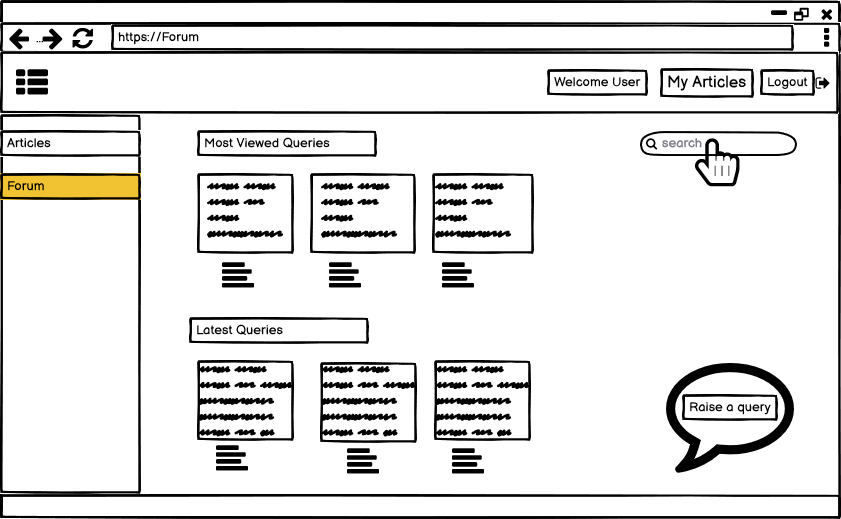 https://Forum
Welcome User
My Articles
Logout
Articles
Forum
Most Viewed Queries
search
Latest Queries
Raise a query